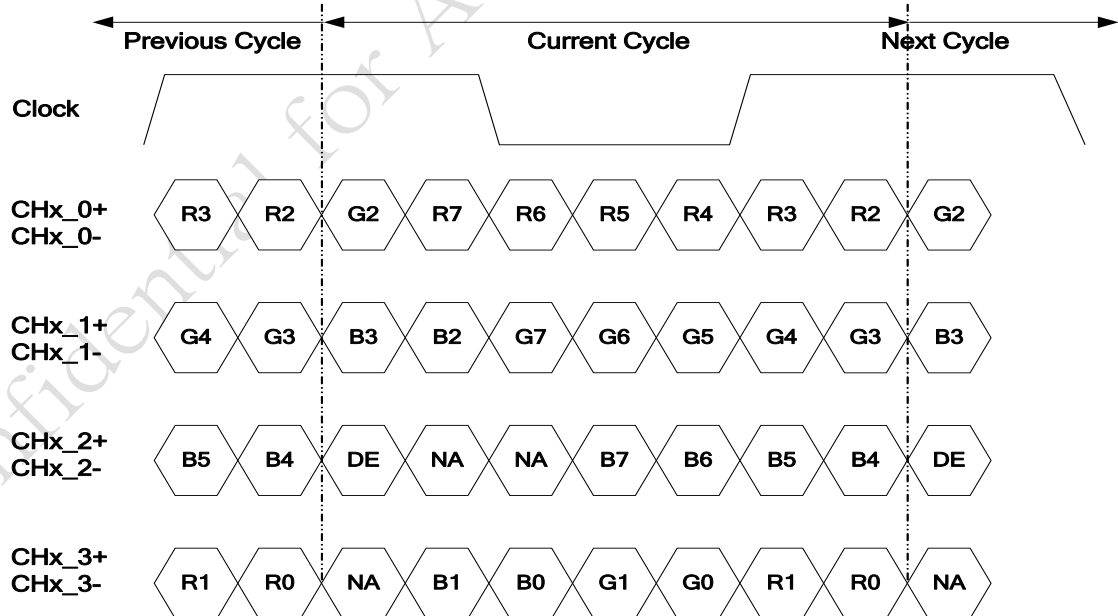 Previous Cycle Current Cycle Next Cycle
Clock
CHx_0+
CHx_0-
R3 R2 G2 R7 R6 R5 R4 R3 R2 G2
CHx_1+
CHx_1-
G4 G3 B3 B2 G7 G6 G5 G4 G3 B3
CHx_2+
CHx_2-
B5 B4 DE NA NA B7 B6 B5 B4 DE
CHx_3+
CHx_3-
R1 R0 NA B1 B0 G1 G0 R1 R0 NA
nfidential for A